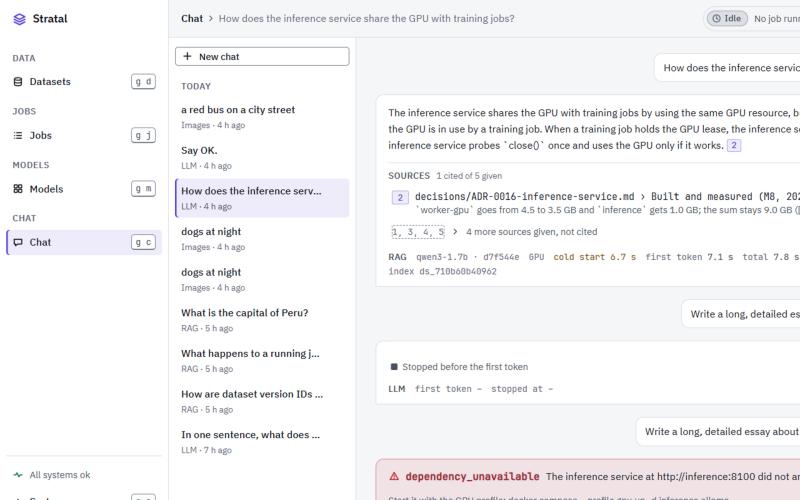 Stratal
DATA
Datasets g d
JOBS
Jobs g j
MODELS
Models g m
CHAT
Chat g c
All systems ok
Chat › How does the inference service share the GPU with training jobs?
Idle No job runn
+ New chat
TODAY
a red bus on a city street
Images · 4 h ago
Say OK.
LLM · 4 h ago
How does the inference serv...
LLM · 4 h ago
dogs at night
Images · 4 h ago
dogs at night
Images · 4 h ago
What is the capital of Peru?
RAG · 5 h ago
What happens to a running j...
RAG · 5 h ago
How are dataset version IDs ...
RAG · 5 h ago
In one sentence, what does ...
LLM · 7 h ago
How does the inference servic
The inference service shares the GPU with training jobs by using the same GPU resource, b
the GPU is in use by a training job. When a training job holds the GPU lease, the inference se
inference service probes `close()` once and uses the GPU only if it works. 2
SOURCES 1 cited of 5 given
2 decisions/ADR-0016-inference-service.md › Built and measured (M8, 202
`worker-gpu` goes from 4.5 to 3.5 GB and `inference` gets 1.0 GB; the sum stays 9.0 GB (
1, 3, 4, 5 › 4 more sources given, not cited
RAG qwen3-1.7b · d7f544e GPU cold start 6.7 s first token 7.1 s total 7.8 s
index ds_710b60b40962
Write a long, detailed es
Stopped before the first token
LLM first token – stopped at –
Write a long, detailed essay about
dependency_unavailable The inference service at http://inference:8100 did not an